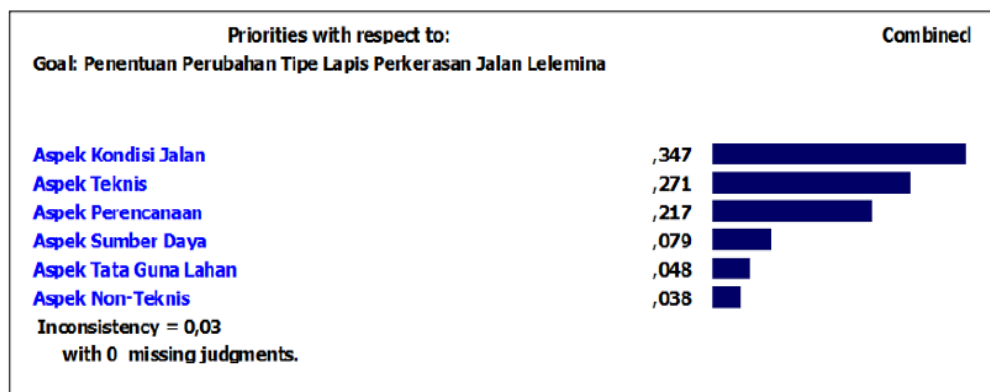 Priorities with respect to: Combined
Goal: Penentuan Perubahan Tipe Lapis Perkerasan Jalan Lelemina
Aspek Kondisi Jalan ,347
Aspek Teknis ,271
Aspek Perencanaan ,217
Aspek Sumber Daya ,079
Aspek Tata Guna Lahan ,048
Aspek Non-Teknis ,038
Inconsistency = 0,03
with 0 missing judgments.